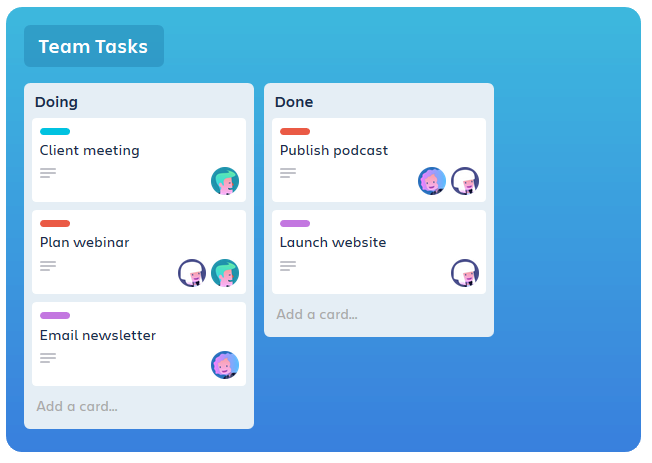 Team Tasks
Doing
Client meeting
Plan webinar
Email newsletter
Add a card...
Done
Publish podcast
Launch website
Add a card...